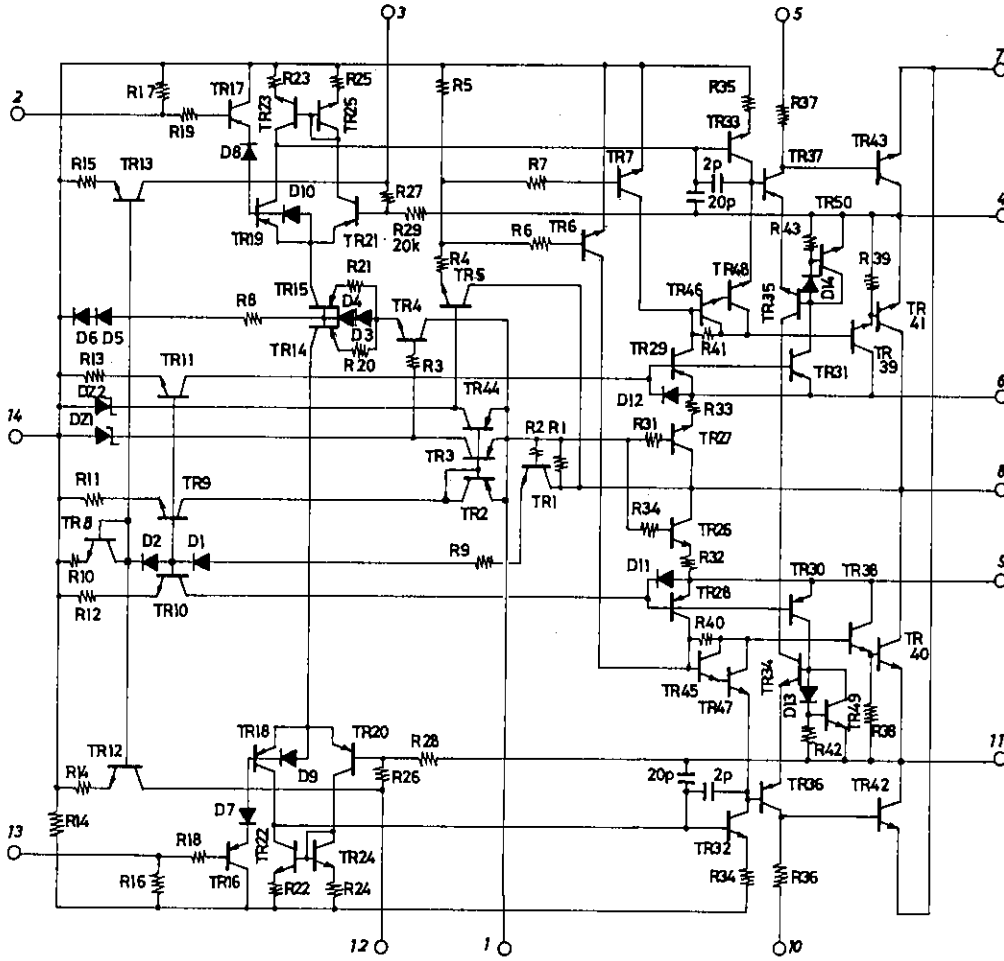 3
5
7
R17
TR17
R23
TR23
R25
TR25
R5
R35
2
R19
TR33
R37
TR7
TR37
TR43
D8
R7
2p
R15
TR13
R27
20p
TR50
4
D10
R29
20k
R6
TR6
R43
TR19
TR21
R4
R39
TR5
TR48
D14
R21
TR15
TR46
TR35
D4
TR4
TR
41
R8
D3
D6
D5
R41
TR14
R20
R3
TR
39
TR11
TR29
R13
TR31
TR44
D12
6
DZ2
R33
DZ1
R31
TR27
14
R2
R1
TR3
R11
TR9
TR2
TR1
8
R34
TR8
TR26
D2
D1
R9
R32
R10
D11
TR30
TR38
9
R12
TR28
TR10
R40
TR
40
TR45
TR34
TR47
D13
TR49
R38
TR18
TR20
R42
R28
11
TR12
D9
R26
20p
2p
R14
TR36
TR42
D7
R14
TR22
13
R18
TR32
TR24
R16
TR16
R22
R24
R34
R36
12
1
10